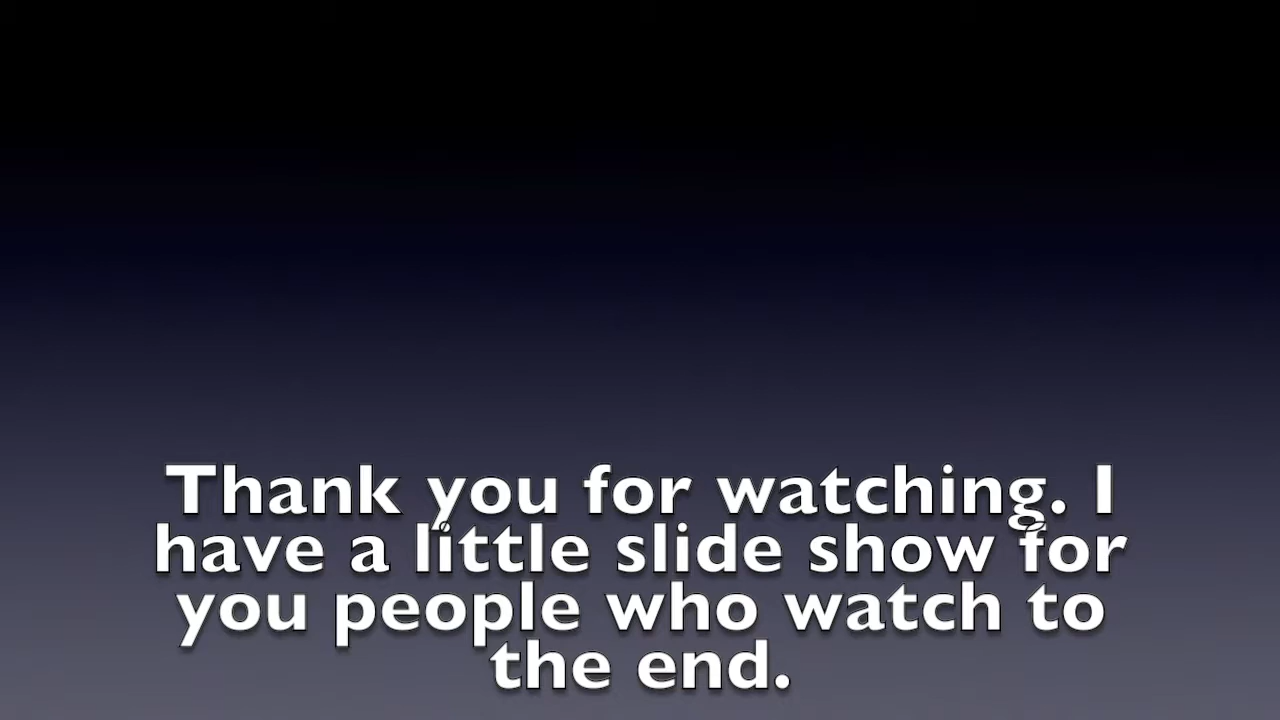 Thank you for watching. I
have a little slide show for
you people who watch to
the end.